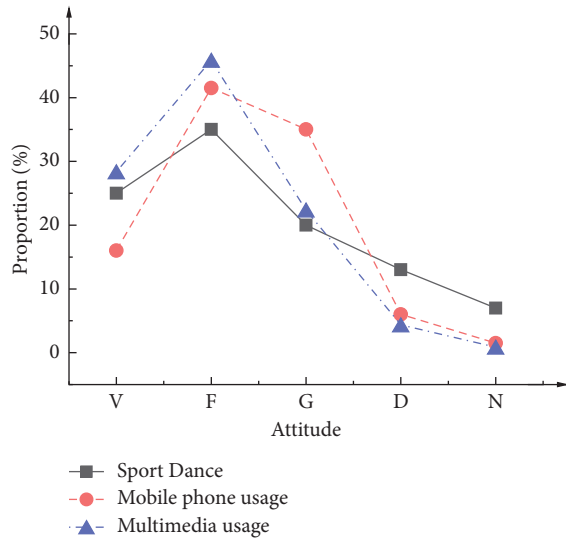 50
40
30
20
10
0
Proportion (%)
V F G D N
Attitude
Sport Dance
Mobile phone usage
Multimedia usage